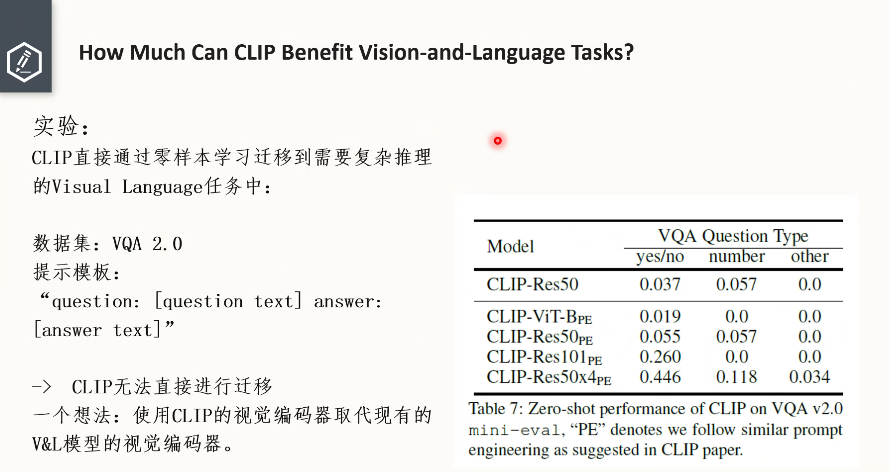 How Much Can CLIP Benefit Vision-and-Language Tasks?
实验：
CLIP直接通过零样本学习迁移到需要复杂推理
的Visual Language任务中：
数据集：VQA 2.0
提示模板：
“question: [question text] answer:
[answer text]”
-> CLIP无法直接进行迁移
一个想法：使用CLIP的视觉编码器取代现有的
V&L模型的视觉编码器。
Model VQA Question Type
yes/no number other
CLIP-Res50 0.037 0.057 0.0
CLIP-ViT-BPE 0.019 0.0 0.0
CLIP-Res50PE 0.055 0.057 0.0
CLIP-Res101PE 0.260 0.0 0.0
CLIP-Res50x4PE 0.446 0.118 0.034
Table 7: Zero-shot performance of CLIP on VQA v2.0
mini-eval, “PE” denotes we follow similar prompt
engineering as suggested in CLIP paper.